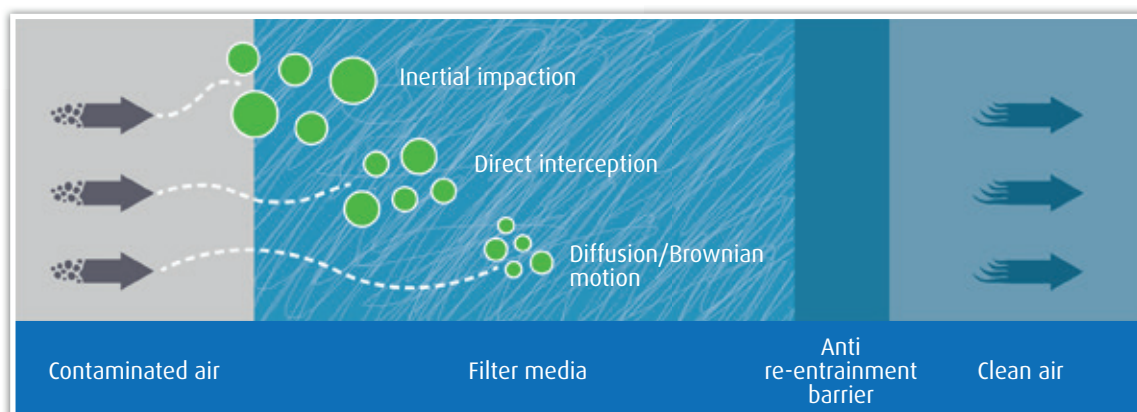 Inertial impaction
Direct interception
Diffusion/Brownian
motion
Contaminated air
Filter media
Anti
re-entrainment
barrier
Clean air